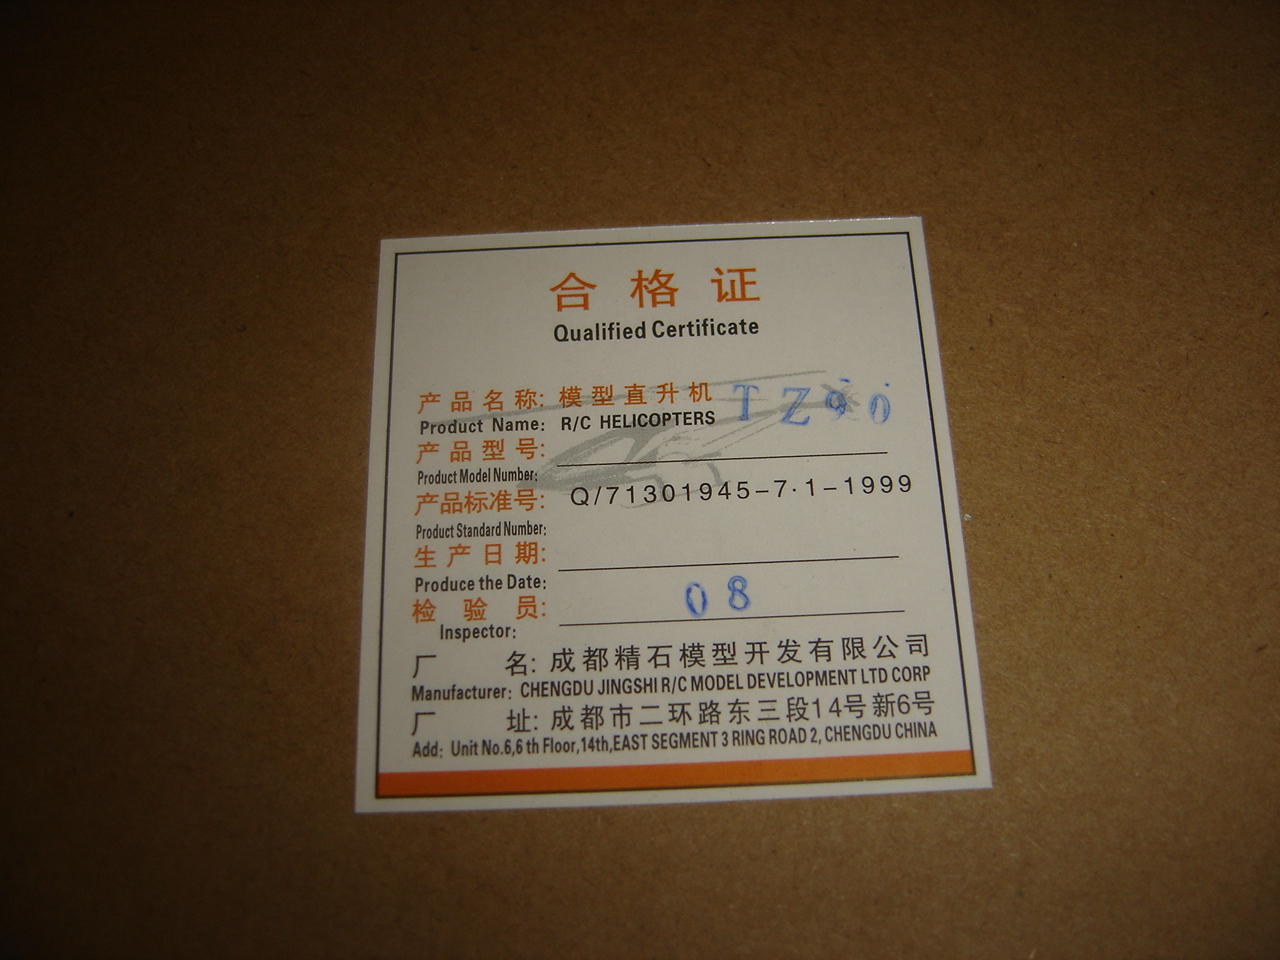 合格证
Qualified Certificate
产品名称: 模型直升机 TZ90
Product Name: R/C HELICOPTERS
产品型号:
Product Model Number:
产品标准号: Q/71301945-7·1-1999
Product Standard Number:
生产日期:
Produce the Date:
检验员: 08
Inspector:
厂名: 成都精石模型开发有限公司
Manufacturer: CHENGDU JINGSHI R/C MODEL DEVELOPMENT LTD CORP
厂址: 成都市二环路东三段14号新6号
Add: Unit No.6,6 th Floor,14th,EAST SEGMENT 3 RING ROAD 2, CHENGDU CHINA